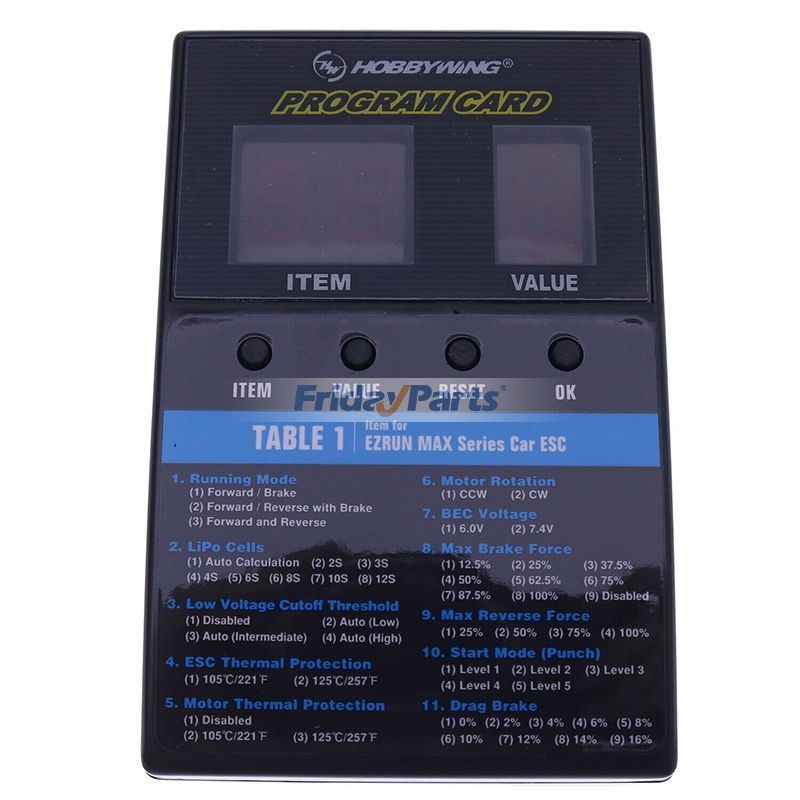 HW HOBBYWING®
PROGRAM CARD
ITEM
VALUE
ITEM VALUE RESET OK
FridayParts®
TABLE 1 Item for
EZRUN MAX Series Car ESC
1. Running Mode
(1) Forward / Brake
(2) Forward / Reverse with Brake
(3) Forward and Reverse
2. LiPo Cells
(1) Auto Calculation (2) 2S (3) 3S
(4) 4S (5) 6S (6) 8S (7) 10S (8) 12S
3. Low Voltage Cutoff Threshold
(1) Disabled (2) Auto (Low)
(3) Auto (Intermediate) (4) Auto (High)
4. ESC Thermal Protection
(1) 105℃/221℉ (2) 125℃/257℉
5. Motor Thermal Protection
(1) Disabled
(2) 105℃/221℉ (3) 125℃/257℉
6. Motor Rotation
(1) CCW (2) CW
7. BEC Voltage
(1) 6.0V (2) 7.4V
8. Max Brake Force
(1) 12.5% (2) 25% (3) 37.5%
(4) 50% (5) 62.5% (6) 75%
(7) 87.5% (8) 100% (9) Disabled
9. Max Reverse Force
(1) 25% (2) 50% (3) 75% (4) 100%
10. Start Mode (Punch)
(1) Level 1 (2) Level 2 (3) Level 3
(4) Level 4 (5) Level 5
11. Drag Brake
(1) 0% (2) 2% (3) 4% (4) 6% (5) 8%
(6) 10% (7) 12% (8) 14% (9) 16%